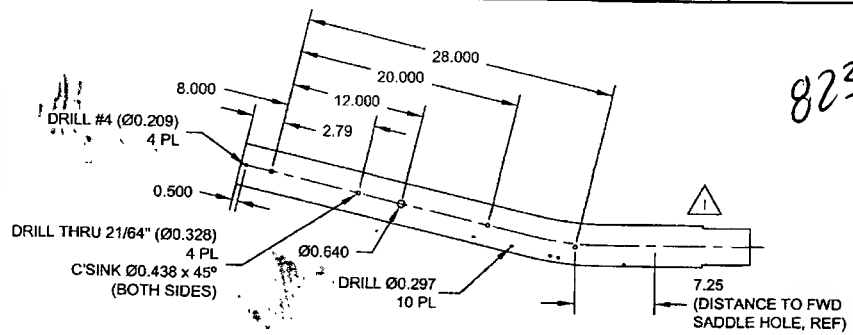 28.000
20.000
8.000
12.000
2.79
823
DRILL #4 (Ø0.209)
4 PL
0.500
DRILL THRU 21/64" (Ø0.328)
4 PL
C'SINK Ø0.438 x 45°
(BOTH SIDES)
Ø0.640
DRILL Ø0.297
10 PL
1
7.25
(DISTANCE TO FWD
SADDLE HOLE, REF)